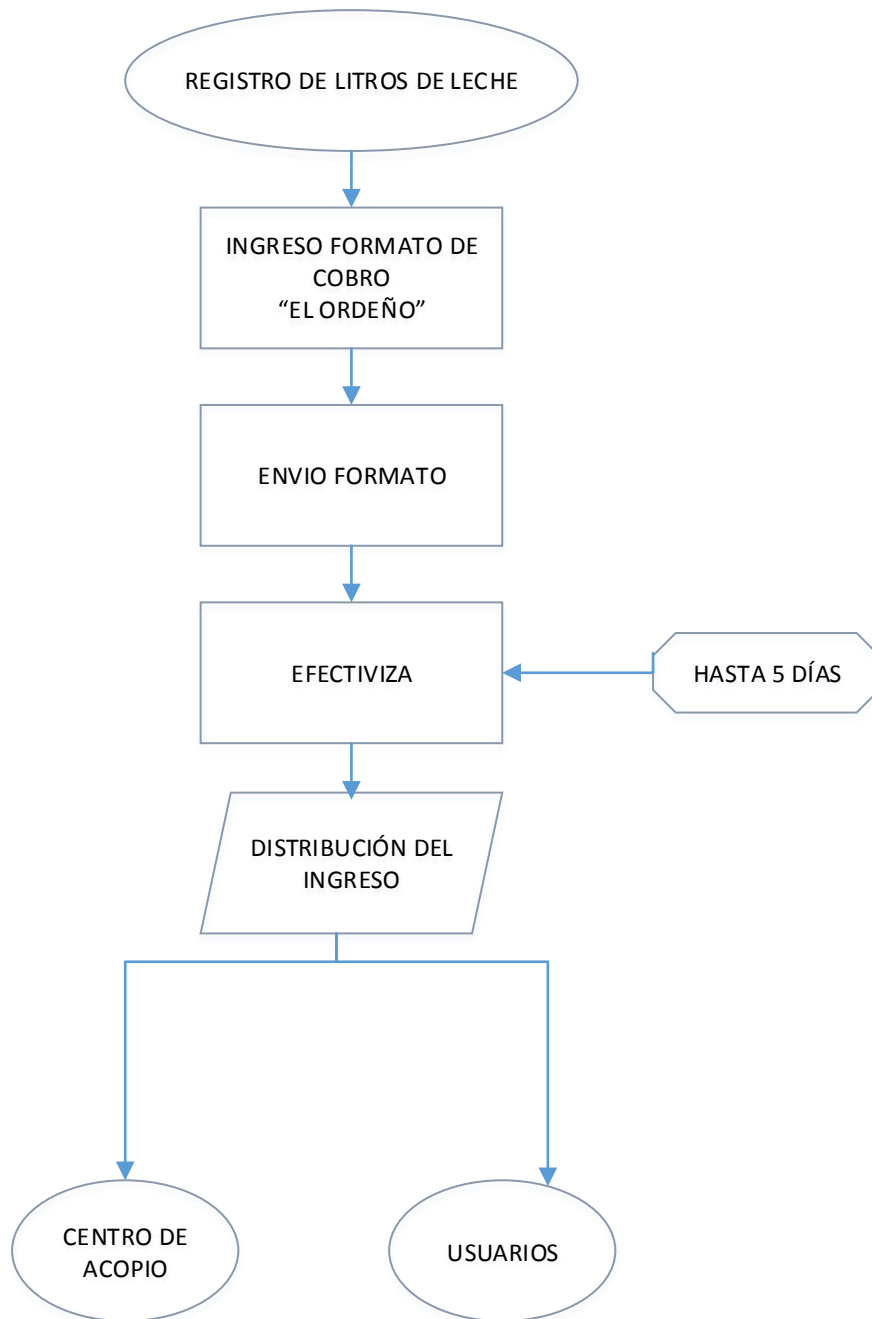 REGISTRO DE LITROS DE LECHE
INGRESO FORMATO DE
COBRO
“EL ORDEÑO”
ENVIO FORMATO
EFECTIVIZA
HASTA 5 DÍAS
DISTRIBUCIÓN DEL
INGRESO
CENTRO DE
ACOPIO
USUARIOS